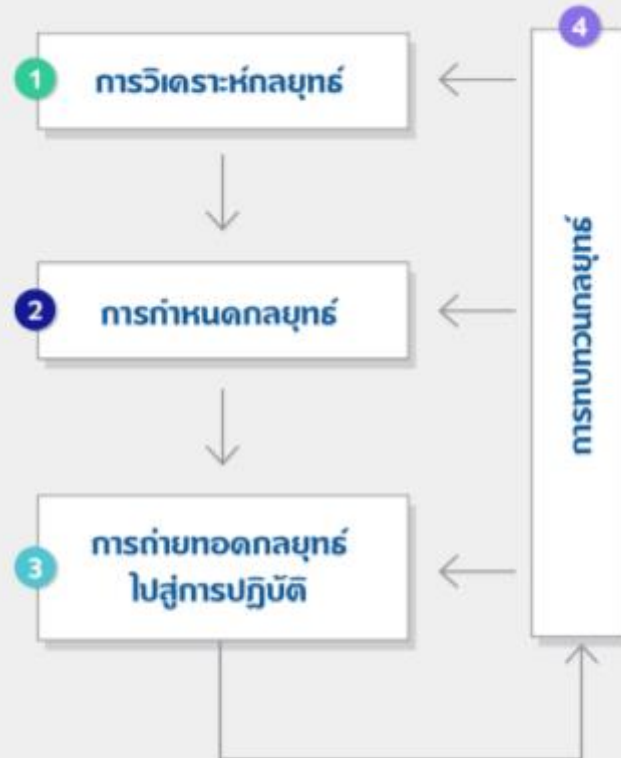 1
การวิเคราะห์กลยุทธ์
2
การกำหนดกลยุทธ์
3
การถ่ายทอดกลยุทธ์
ไปสู่การปฏิบัติ
4
การทบทวนกลยุทธ์